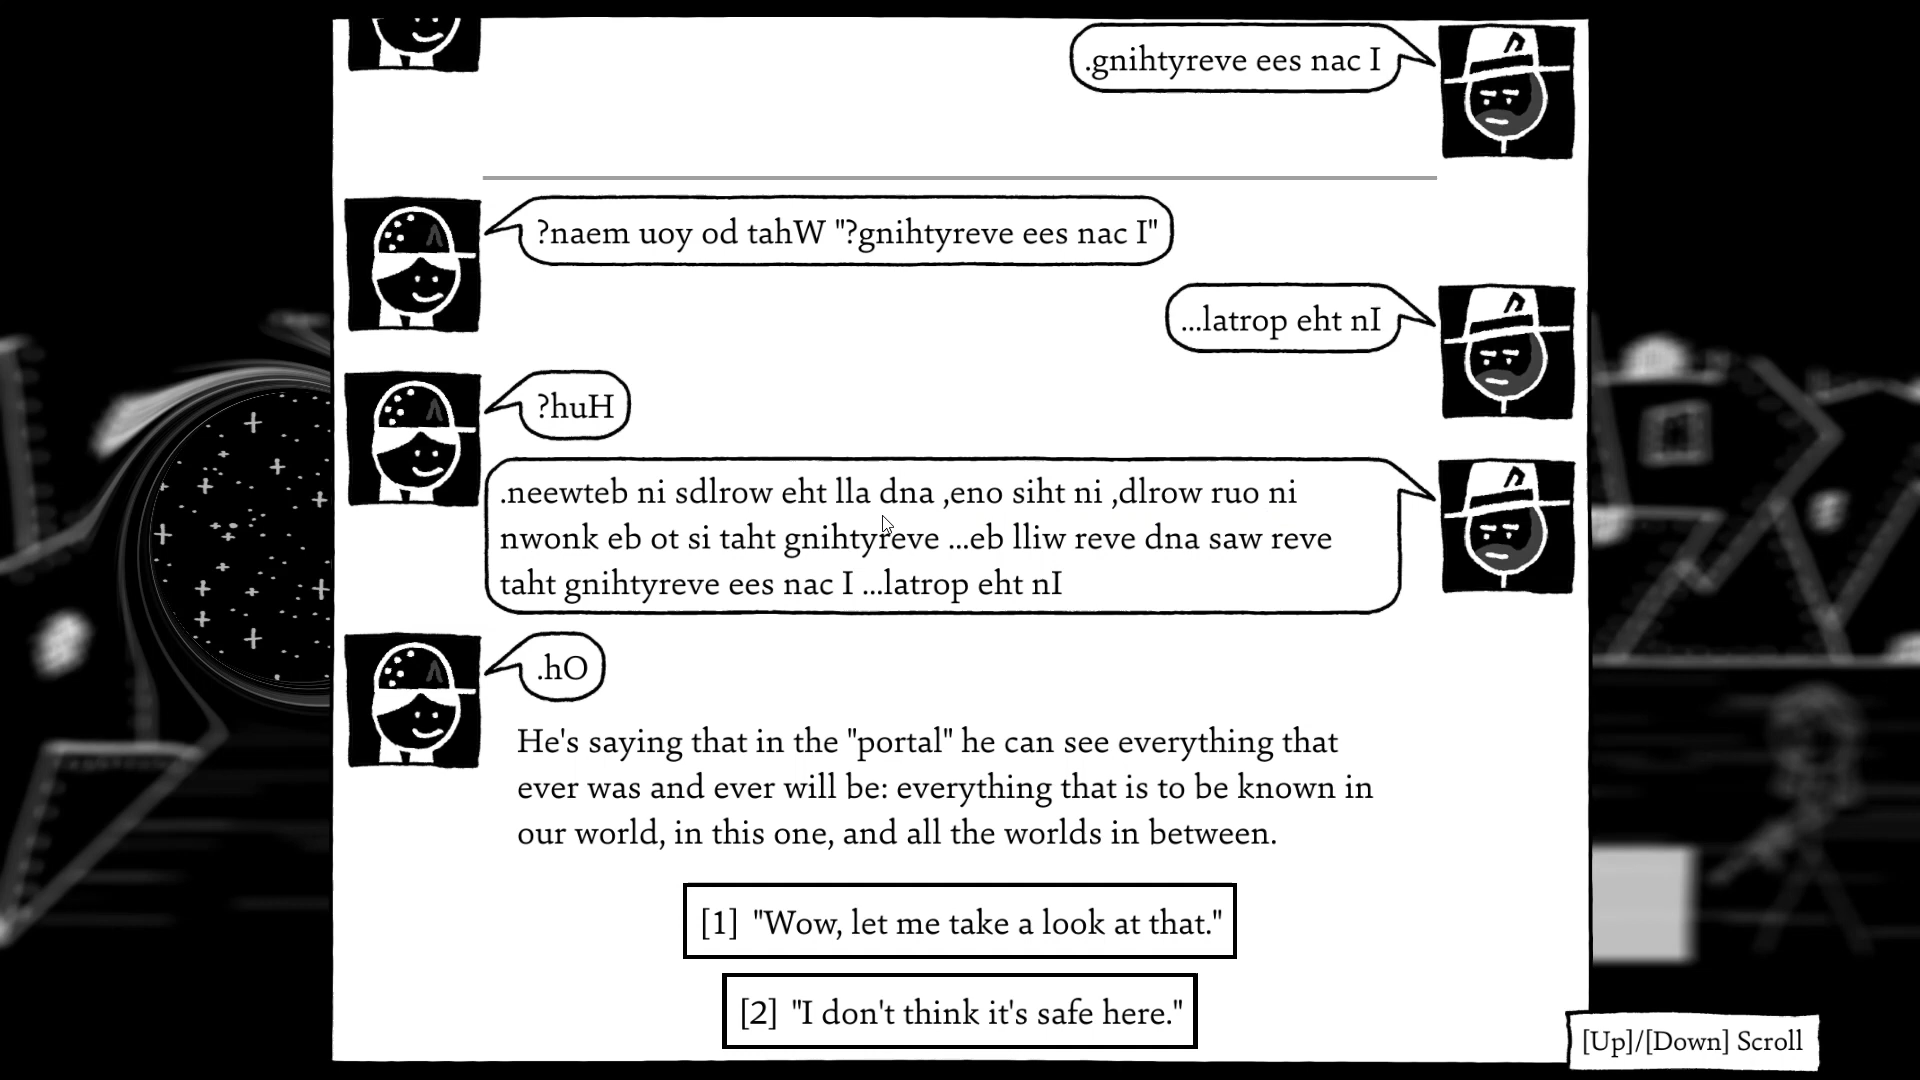 .gnihtyreve ees nac I
?naem uoy od tahW "?gnihtyreve ees nac I"
...latrop eht nI
?huH
.neewteb ni sdlrow eht lla dna ,eno siht ni ,dlrow ruo ni
nwonk eb ot si taht gnihtyreve ...eb lliw reve dna saw reve
taht gnihtyreve ees nac I ...latrop eht nI
.hO
He's saying that in the "portal" he can see everything that
ever was and ever will be: everything that is to be known in
our world, in this one, and all the worlds in between.
[1] "Wow, let me take a look at that."
[2] "I don't think it's safe here."
[Up]/[Down] Scroll